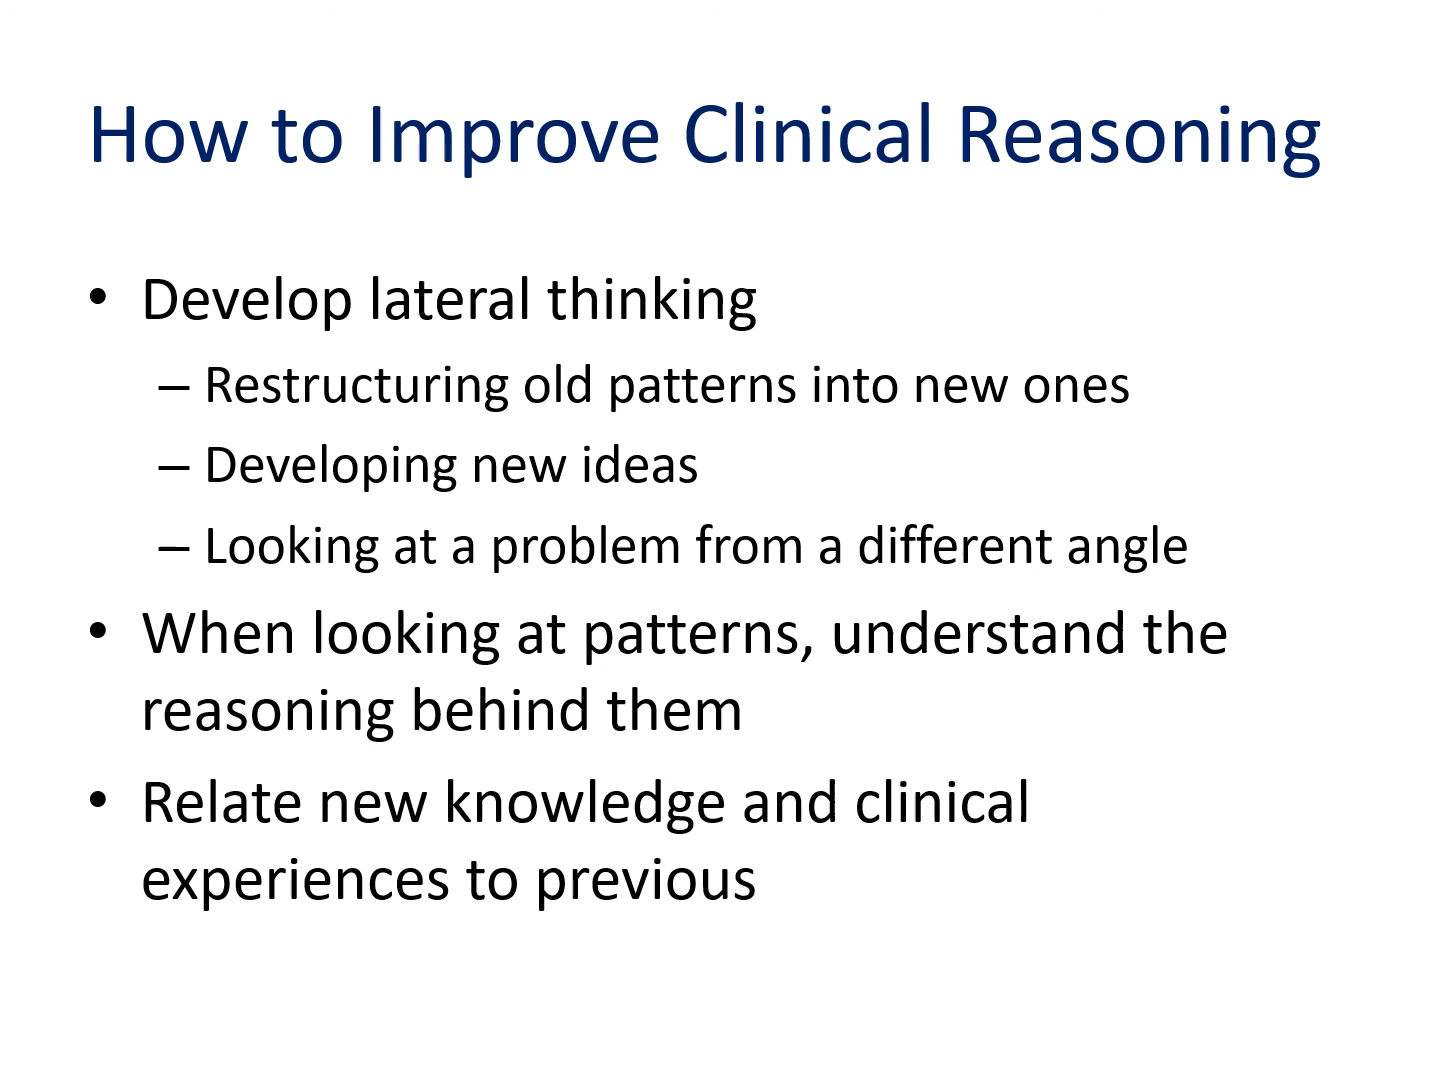 How to Improve Clinical Reasoning
• Develop lateral thinking
– Restructuring old patterns into new ones
– Developing new ideas
– Looking at a problem from a different angle
• When looking at patterns, understand the
reasoning behind them
• Relate new knowledge and clinical
experiences to previous